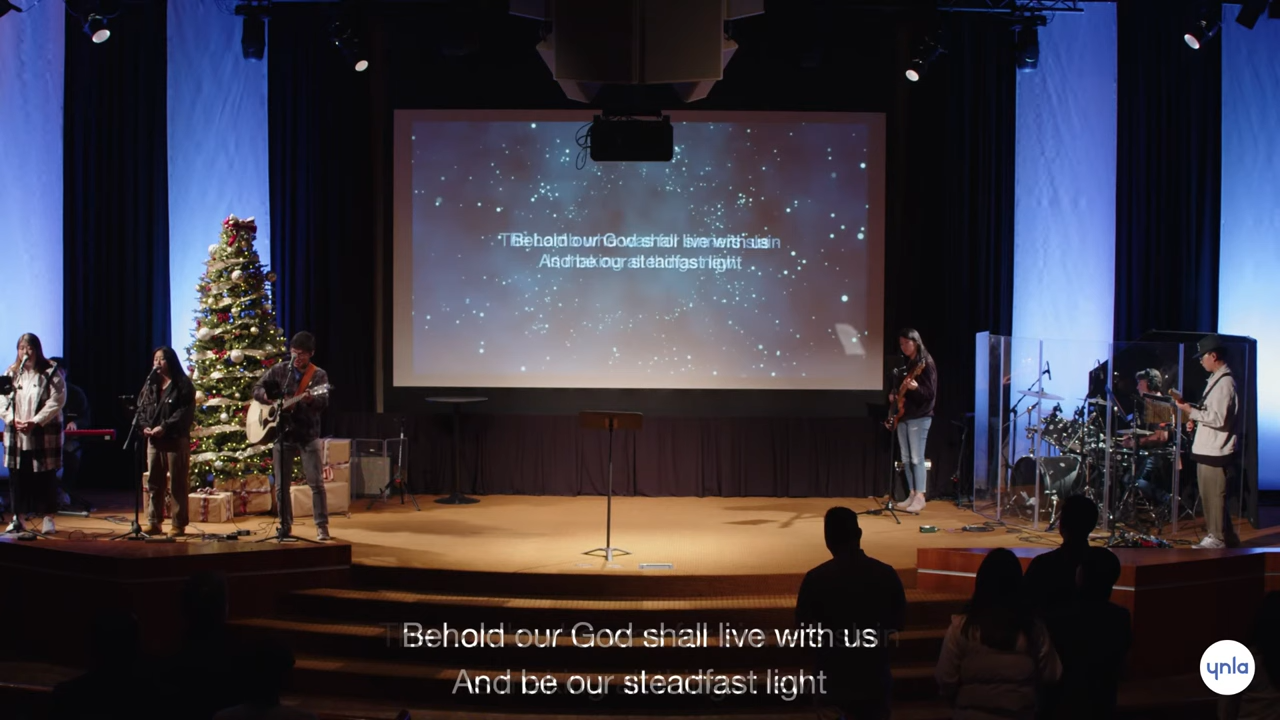 Behold our God shall live with us
And be our steadfast light
Behold our God shall live with us
And be our steadfast light
ynla